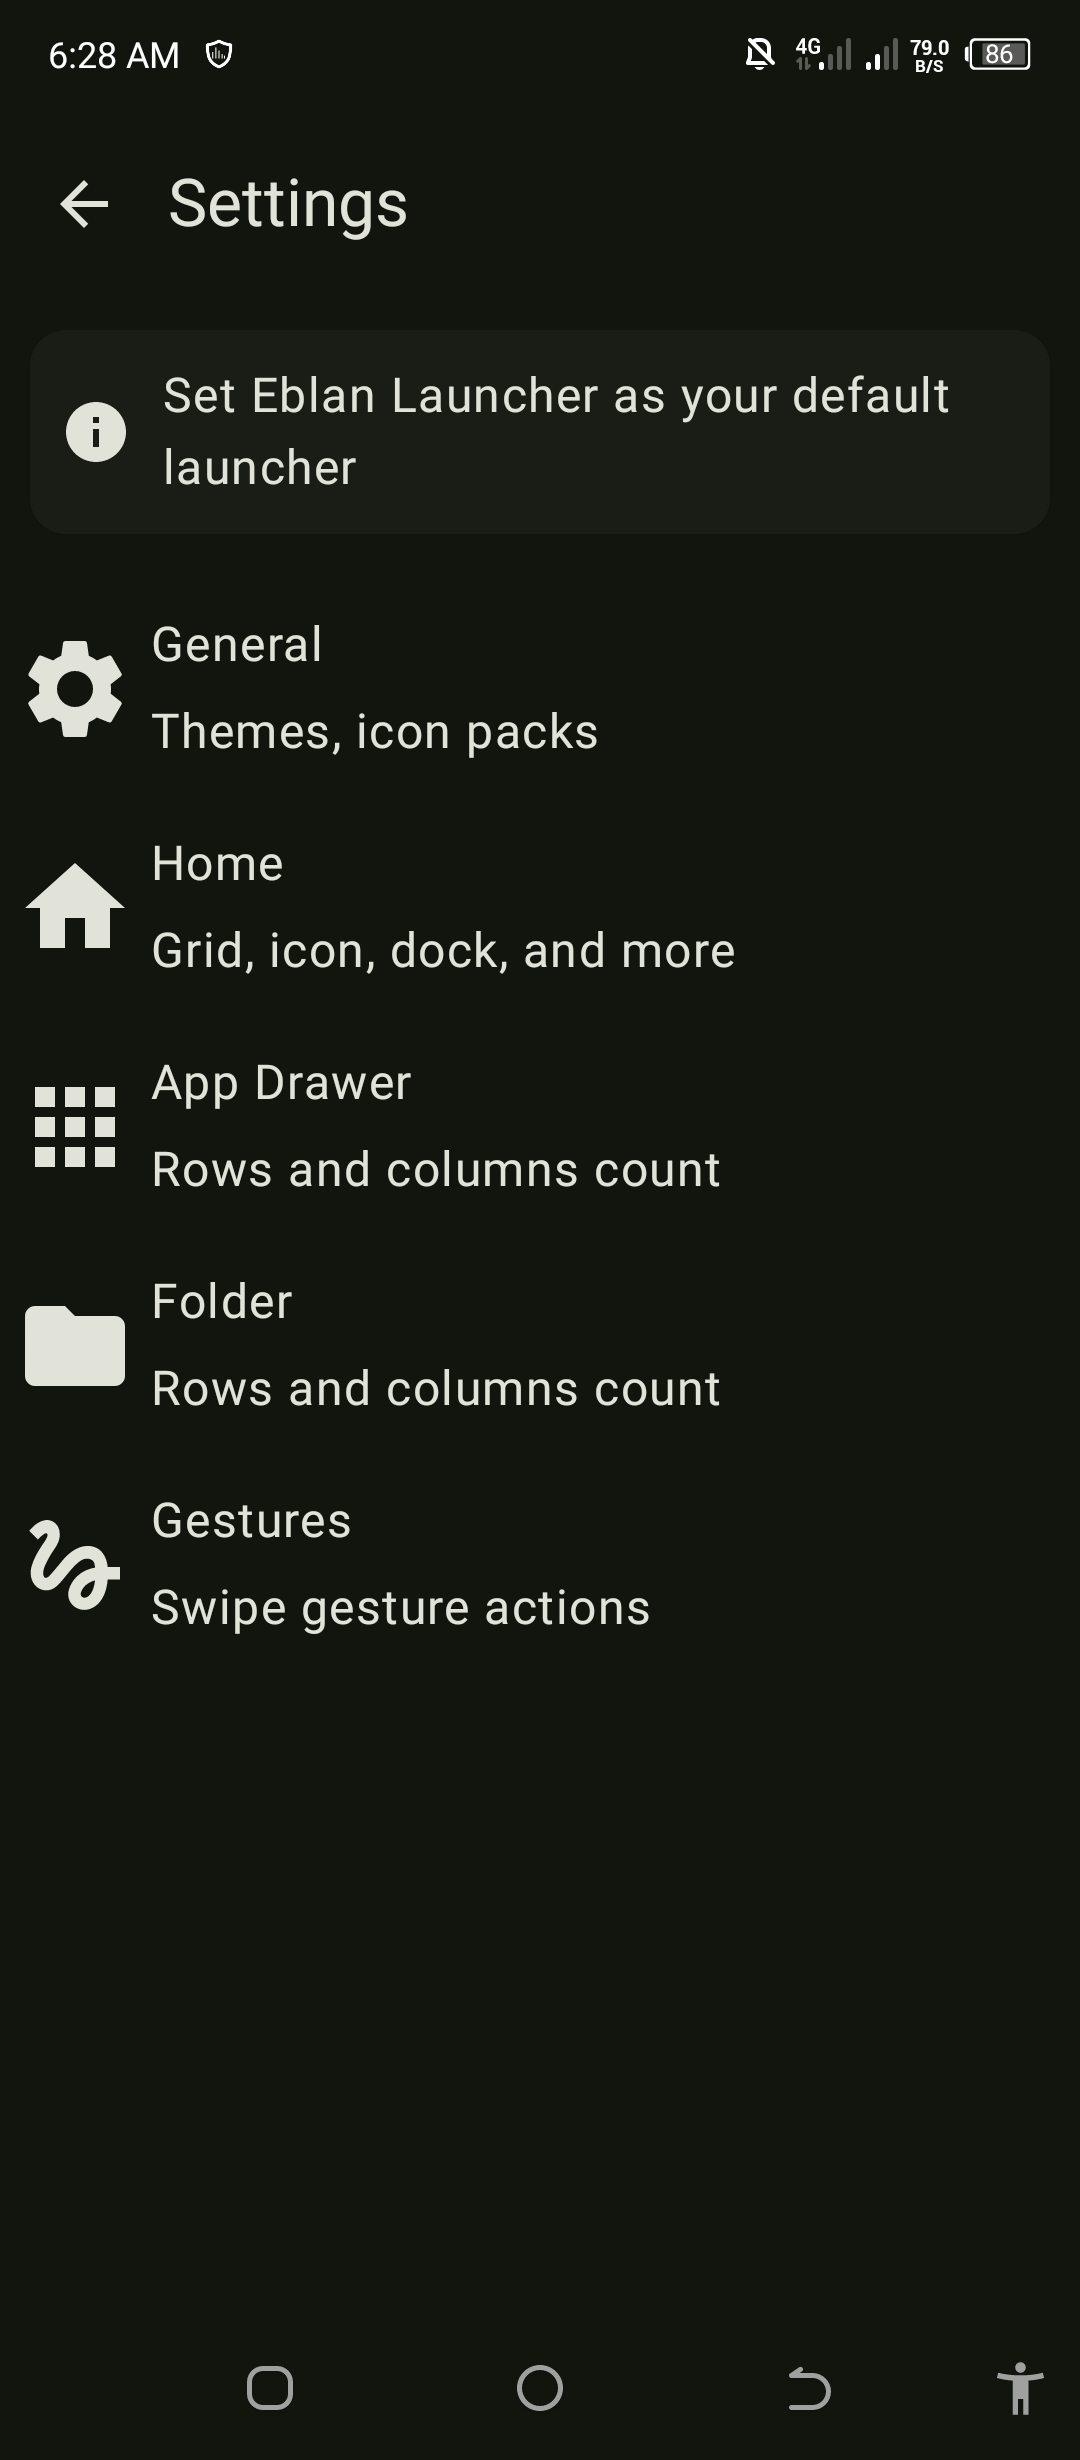 6:28 AM
4G
79.0
B/S
86
Settings
Set Eblan Launcher as your default
launcher
General
Themes, icon packs
Home
Grid, icon, dock, and more
App Drawer
Rows and columns count
Folder
Rows and columns count
Gestures
Swipe gesture actions